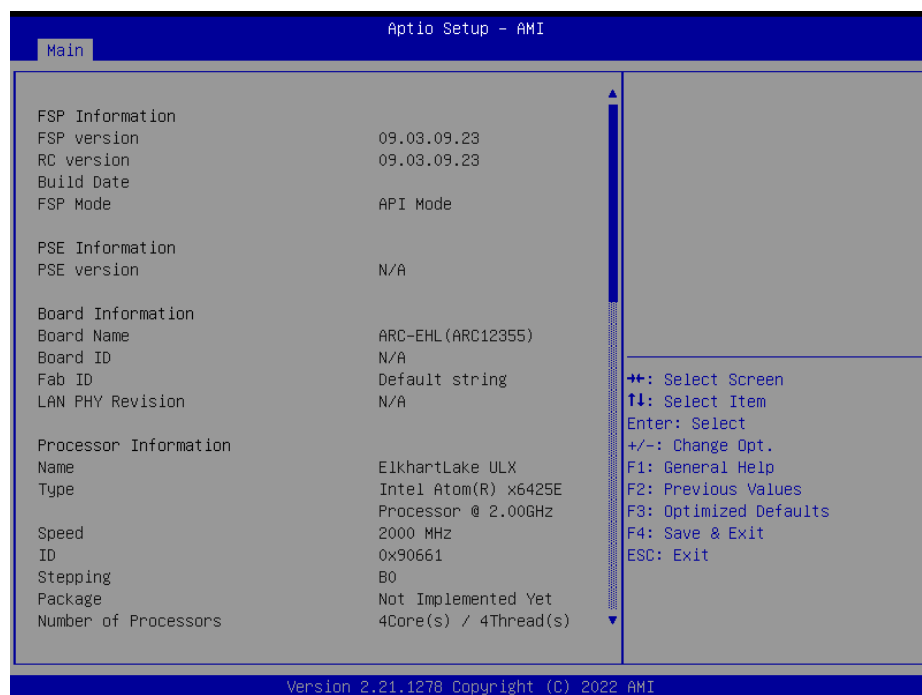 Aptio Setup – AMI
Main
FSP Information
FSP version 09.03.09.23
RC version 09.03.09.23
Build Date
FSP Mode API Mode
PSE Information
PSE version N/A
Board Information
Board Name ARC-EHL(ARC12355)
Board ID N/A
Fab ID Default string
LAN PHY Revision N/A
Processor Information
Name ElkhartLake ULX
Type Intel Atom(R) x6425E
Processor @ 2.00GHz
Speed 2000 MHz
ID 0x90661
Stepping B0
Package Not Implemented Yet
Number of Processors 4Core(s) / 4Thread(s)
→←: Select Screen
↑↓: Select Item
Enter: Select
+/-: Change Opt.
F1: General Help
F2: Previous Values
F3: Optimized Defaults
F4: Save & Exit
ESC: Exit
Version 2.21.1278 Copyright (C) 2022 AMI